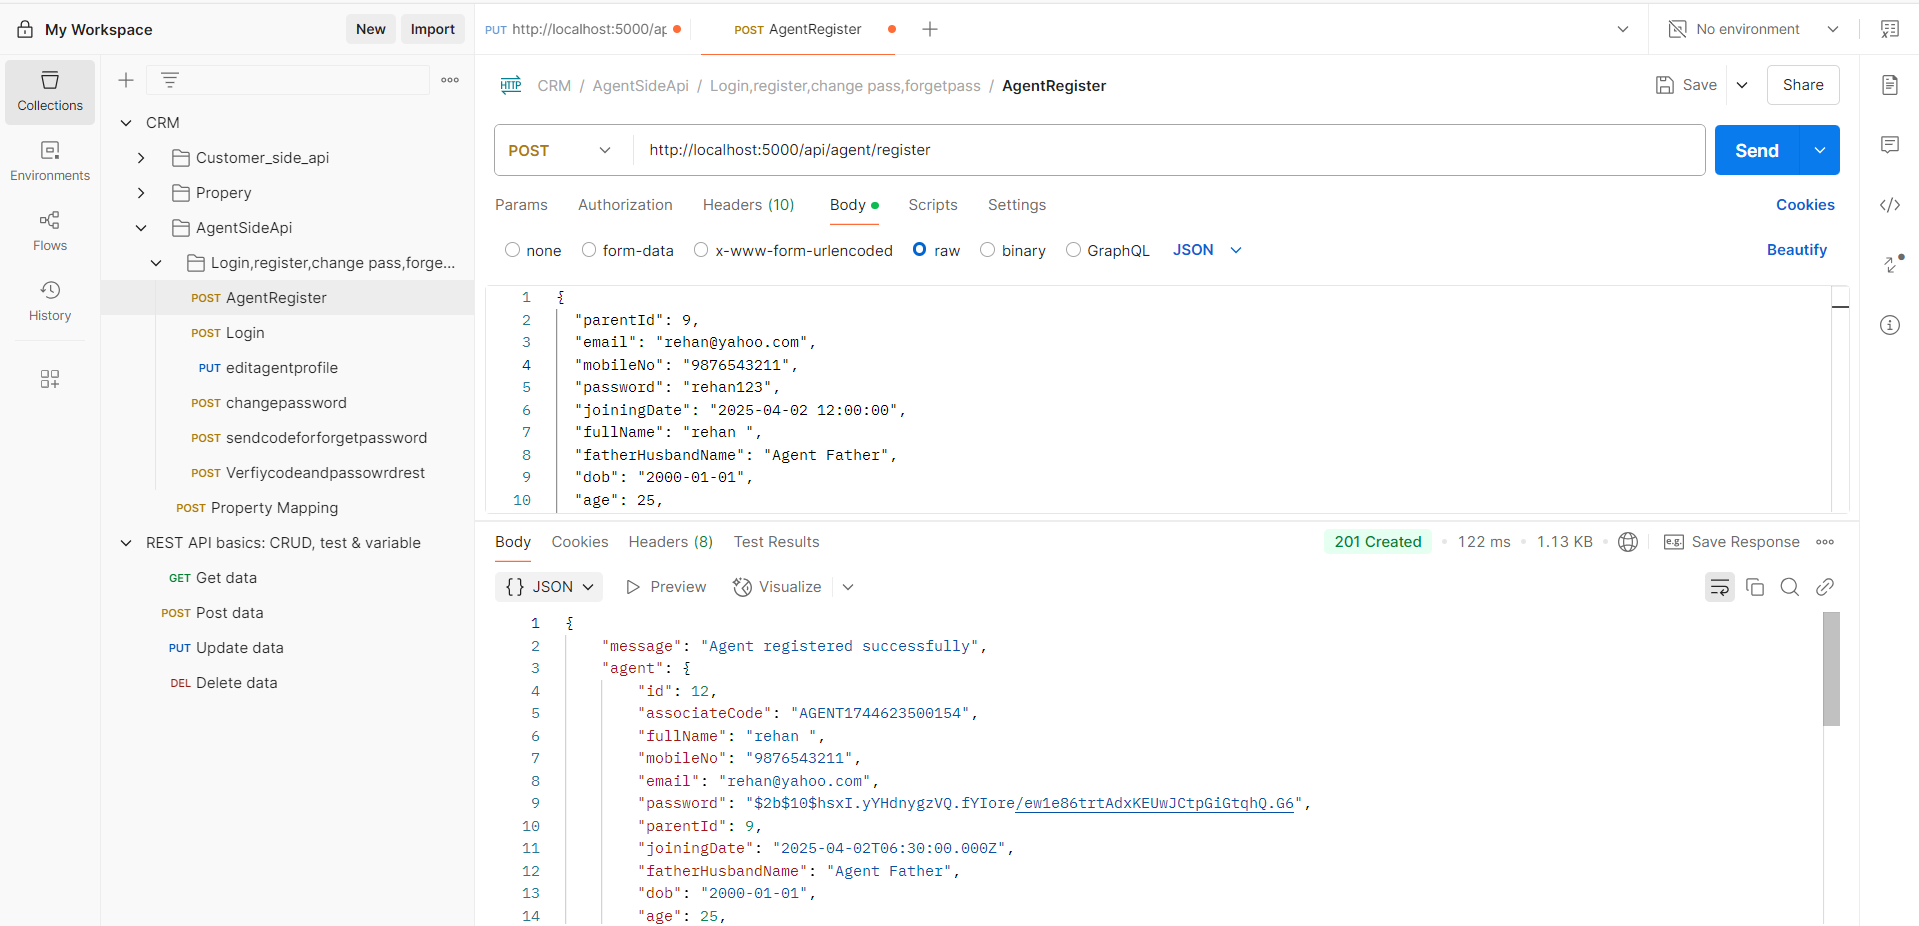 My Workspace
New
Import
PUT http://localhost:5000/ap
POST AgentRegister
No environment
Collections
Environments
Flows
History
CRM
Customer_side_api
Propery
AgentSideApi
Login,register,change pass,forge...
POST AgentRegister
POST Login
PUT editagentprofile
POST changepassword
POST sendcodeforforgetpassword
POST Verfiycodeandpassowrdrest
POST Property Mapping
REST API basics: CRUD, test & variable
GET Get data
POST Post data
PUT Update data
DEL Delete data
HTTP CRM / AgentSideApi / Login,register,change pass,forgetpass / AgentRegister
Save
Share
POST http://localhost:5000/api/agent/register
Send
Params Authorization Headers (10) Body Scripts Settings
Cookies
none form-data x-www-form-urlencoded raw binary GraphQL JSON
Beautify
1 {
2 "parentId": 9,
3 "email": "rehan@yahoo.com",
4 "mobileNo": "9876543211",
5 "password": "rehan123",
6 "joiningDate": "2025-04-02 12:00:00",
7 "fullName": "rehan ",
8 "fatherHusbandName": "Agent Father",
9 "dob": "2000-01-01",
10 "age": 25,
Body Cookies Headers (8) Test Results
201 Created • 122 ms • 1.13 KB •
e.g. Save Response
{} JSON Preview Visualize
1 {
2 "message": "Agent registered successfully",
3 "agent": {
4 "id": 12,
5 "associateCode": "AGENT1744623500154",
6 "fullName": "rehan ",
7 "mobileNo": "9876543211",
8 "email": "rehan@yahoo.com",
9 "password": "$2b$10$hsxI.yYHdnygzVQ.fYIore/ew1e86trtAdxKEUwJCtpGiGtqhQ.G6",
10 "parentId": 9,
11 "joiningDate": "2025-04-02T06:30:00.000Z",
12 "fatherHusbandName": "Agent Father",
13 "dob": "2000-01-01",
14 "age": 25,